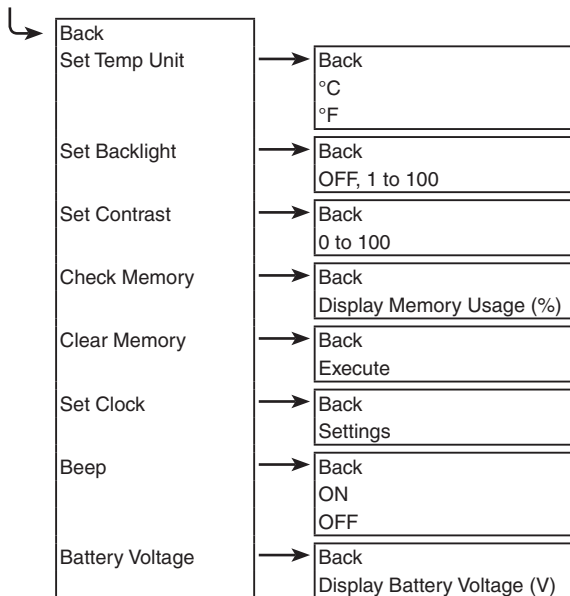 Back
Set Temp Unit
Back
°C
°F
Set Backlight
Back
OFF, 1 to 100
Set Contrast
Back
0 to 100
Check Memory
Back
Display Memory Usage (%)
Clear Memory
Back
Execute
Set Clock
Back
Settings
Beep
Back
ON
OFF
Battery Voltage
Back
Display Battery Voltage (V)